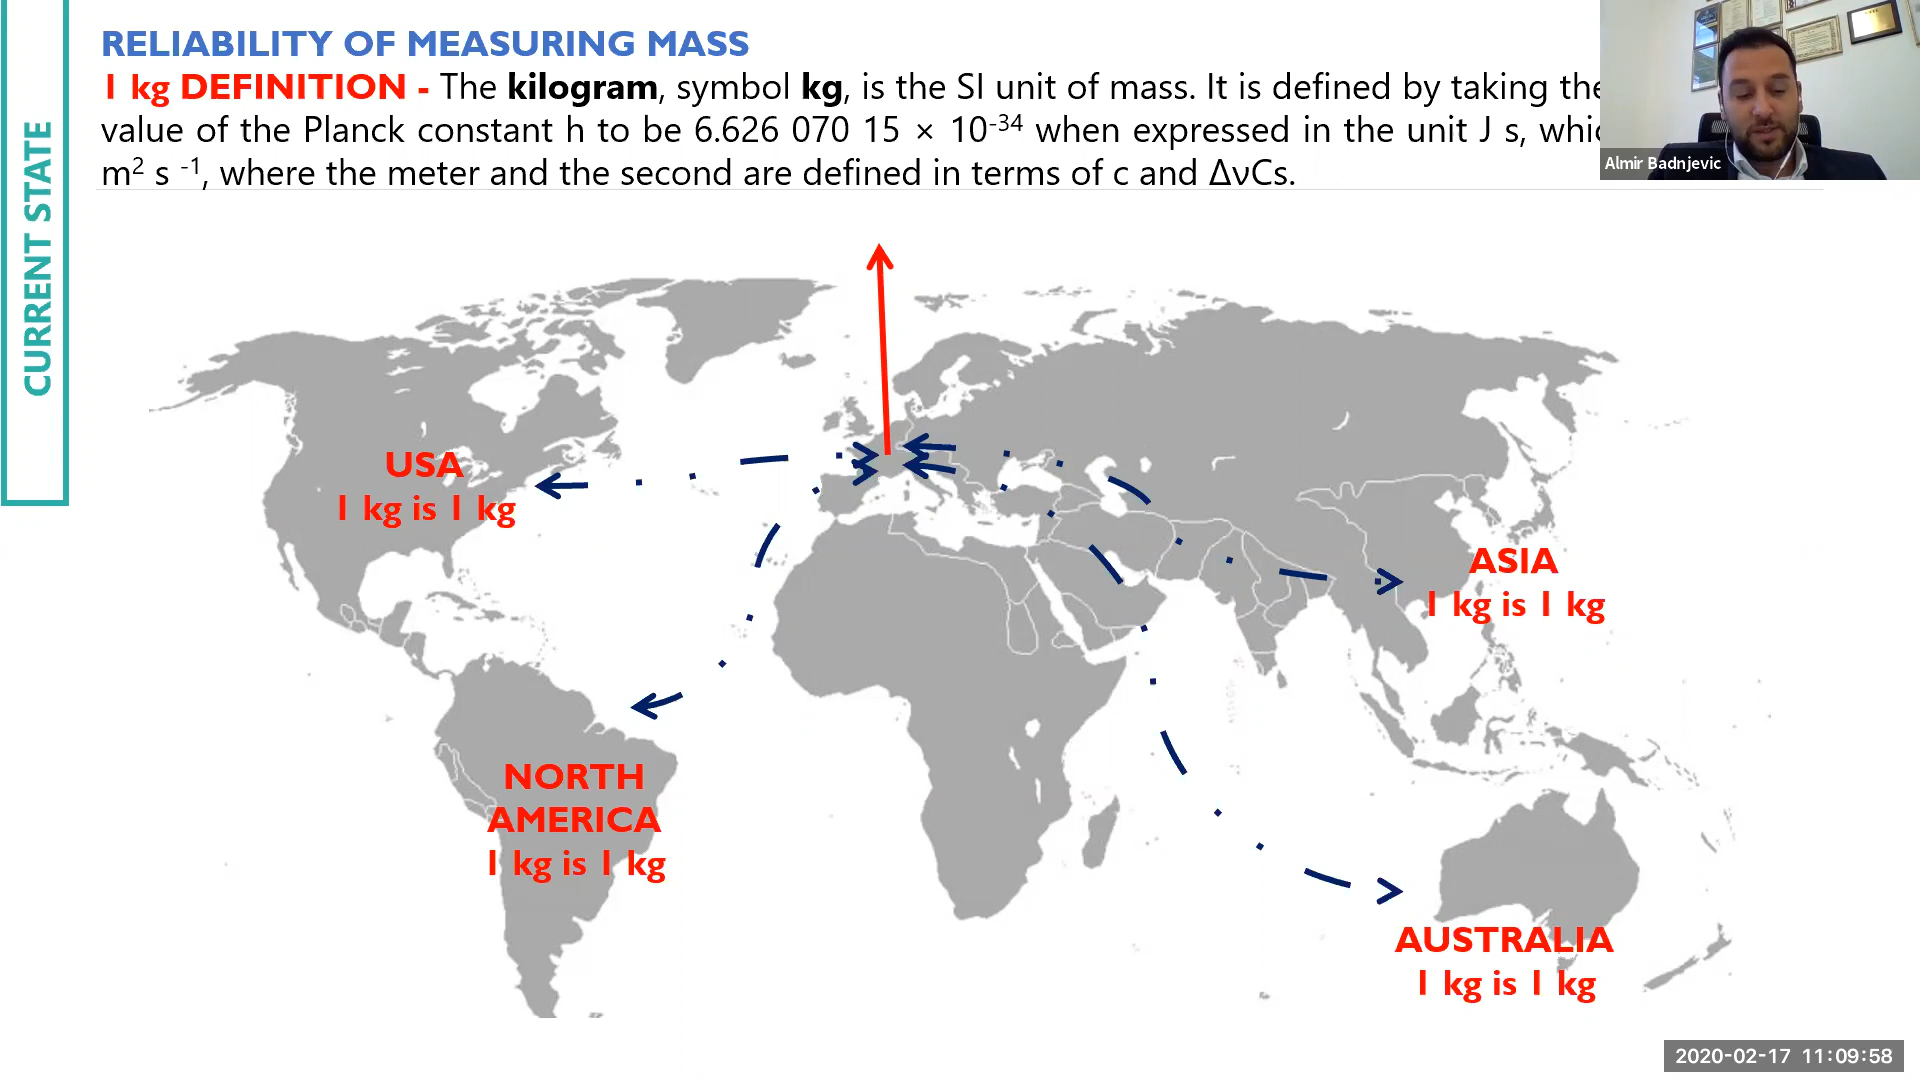 CURRENT STATE
RELIABILITY OF MEASURING MASS
1 kg DEFINITION - The kilogram, symbol kg, is the SI unit of mass. It is defined by taking the
value of the Planck constant h to be 6.626 070 15 × 10⁻³⁴ when expressed in the unit J s,
m² s ⁻¹, where the meter and the second are defined in terms of c and ΔνCs.
Almir Badnjevic
USA
1 kg is 1 kg
ASIA
1 kg is 1 kg
NORTH
AMERICA
1 kg is 1 kg
AUSTRALIA
1 kg is 1 kg
2020-02-17 11:09:58